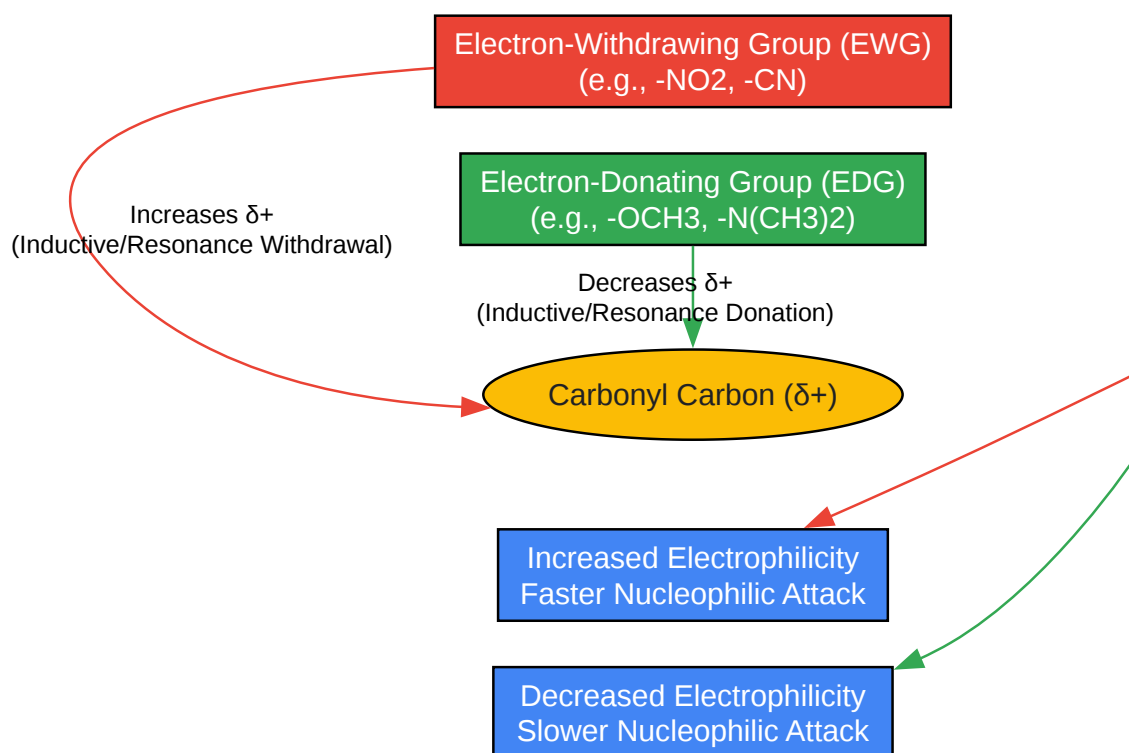 Electron-Withdrawing Group (EWG)
(e.g., -NO2, -CN)
Electron-Donating Group (EDG)
(e.g., -OCH3, -N(CH3)2)
Increases δ+
(Inductive/Resonance Withdrawal)
Decreases δ+
(Inductive/Resonance Donation)
Carbonyl Carbon (δ+)
Increased Electrophilicity
Faster Nucleophilic Attack
Decreased Electrophilicity
Slower Nucleophilic Attack